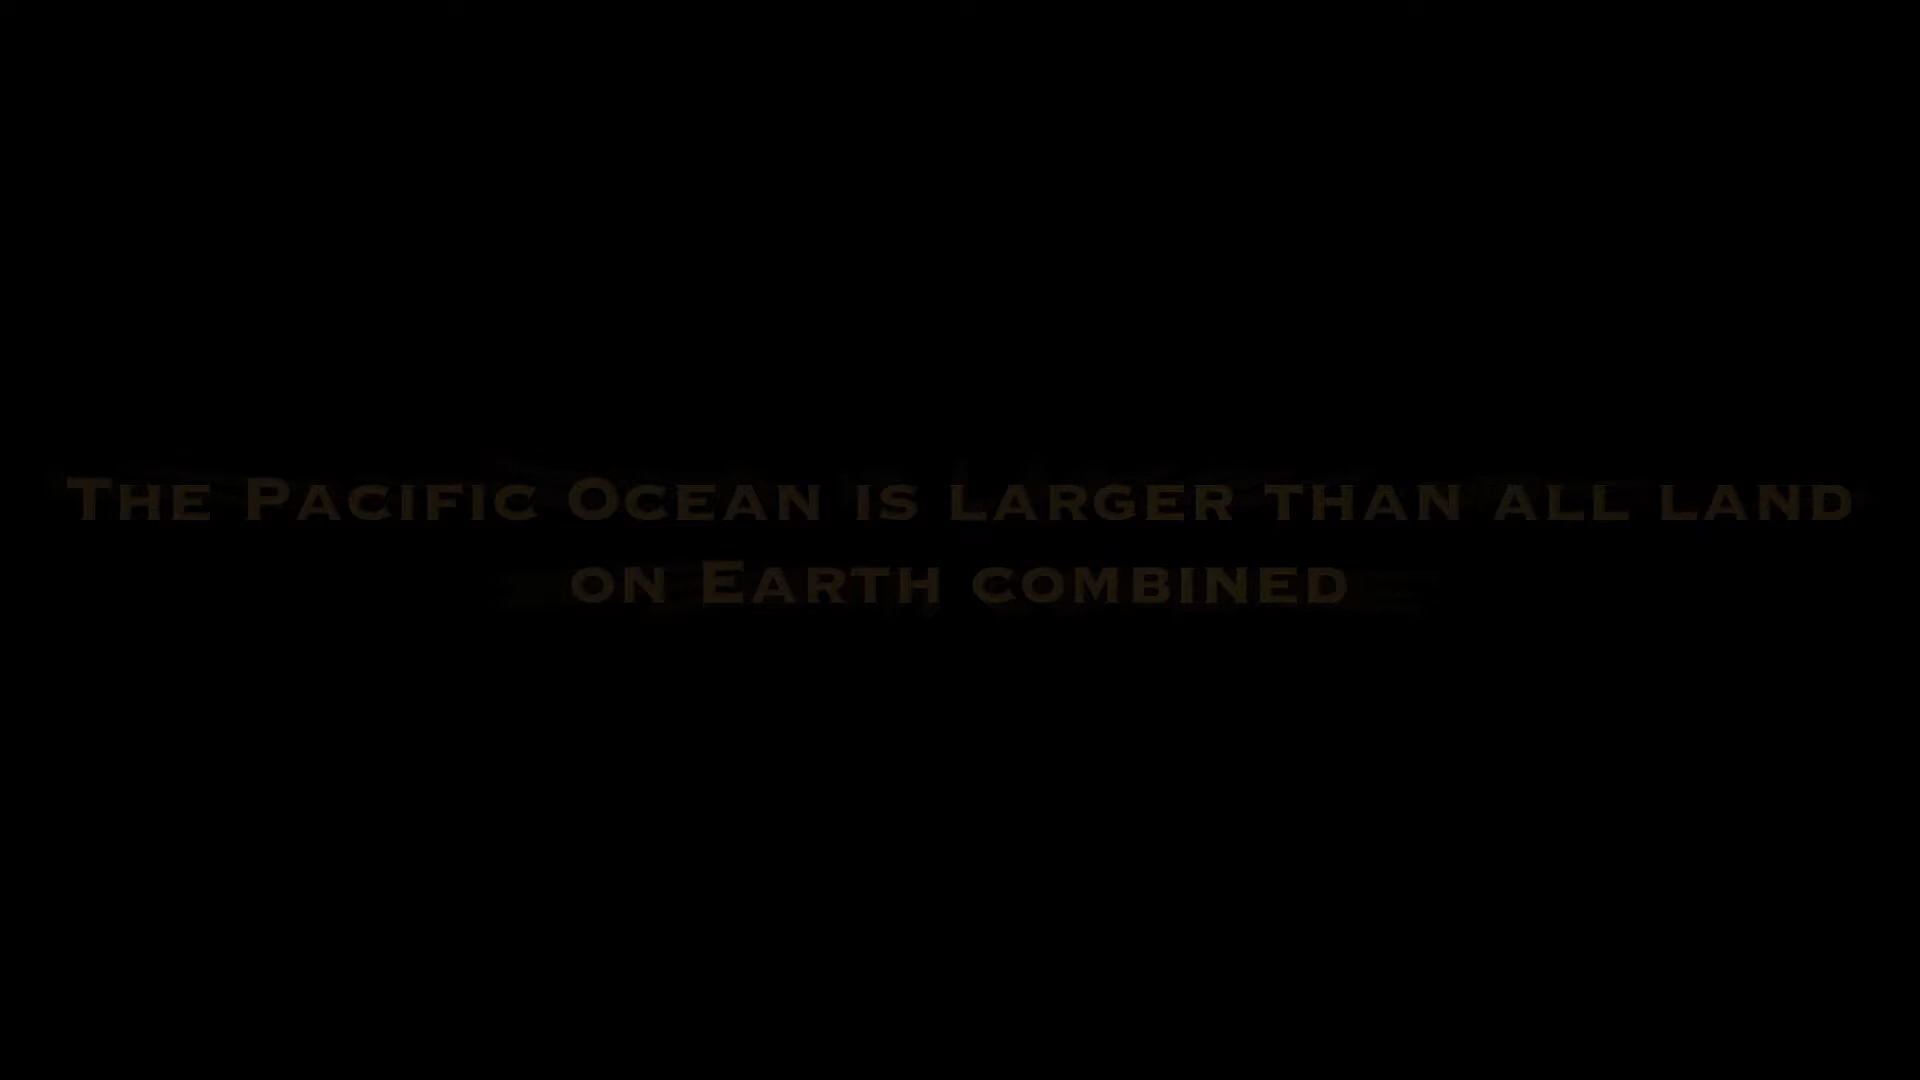 The Pacific Ocean is larger than all land
on Earth combined